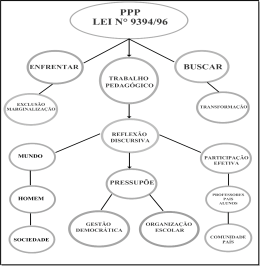 PPP
LEI Nº 9394/96
ENFRENTAR
BUSCAR
TRABALHO
PEDAGÓGICO
EXCLUSÃO
MARGINALIZAÇÃO
TRANSFORMAÇÃO
REFLEXÃO
DISCURSIVA
MUNDO
PARTICIPAÇÃO
EFETIVA
PRESSUPÕE
HOMEM
PROFESSORES
PAIS
ALUNOS
GESTÃO
DEMOCRÁTICA
ORGANIZAÇÃO
ESCOLAR
SOCIEDADE
COMUNIDADE
PAÍS